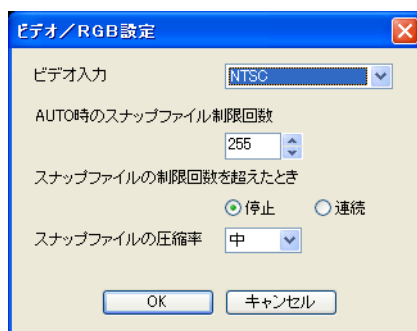 ビデオ／RGB設定
ビデオ入力 NTSC
AUTO時のスナップファイル制限回数
255
スナップファイルの制限回数を超えたとき
停止 連続
スナップファイルの圧縮率 中
OK キャンセル